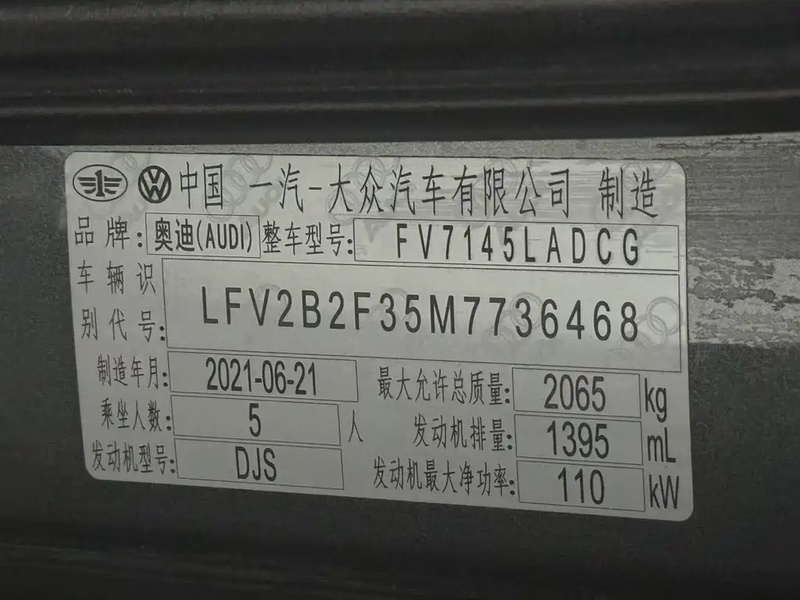 中国 一汽-大众汽车有限公司 制造
品牌: 奥迪(AUDI) 整车型号: FV7145LADCG
车辆识
别代号: LFV2B2F35M7736468
制造年月: 2021-06-21 最大允许总质量: 2065 kg
乘坐人数: 5 人 发动机排量: 1395 mL
发动机型号: DJS 发动机最大净功率: 110 kW